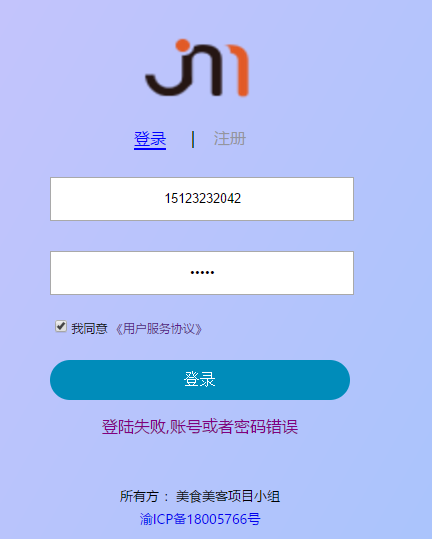 登录 | 注册
15123232042
•••••
我同意 《用户服务协议》
登录
登陆失败,账号或者密码错误
所有方： 美食美客项目小组
渝ICP备18005766号